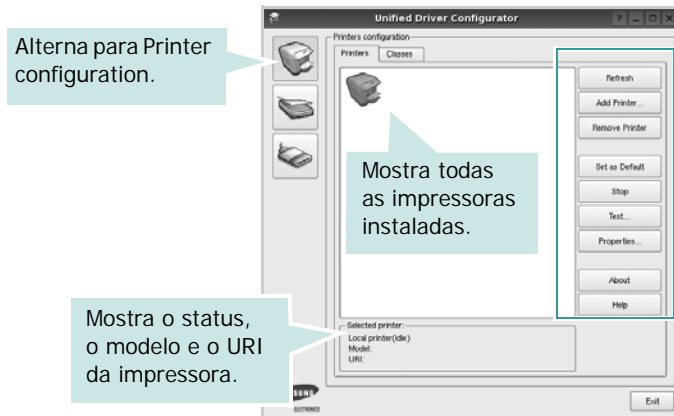 Unified Driver Configurator
Alterna para Printer
configuration.
Printers configuration
Printers
Classes
Refresh
Add Printer...
Remove Printer
Set as Default
Stop
Test...
Properties...
About
Help
Mostra todas
as impressoras
instaladas.
Mostra o status,
o modelo e o URI
da impressora.
Selected printer:
Local printer(idle)
Model:
URI:
SUNG
ELECTRONICS
Exit